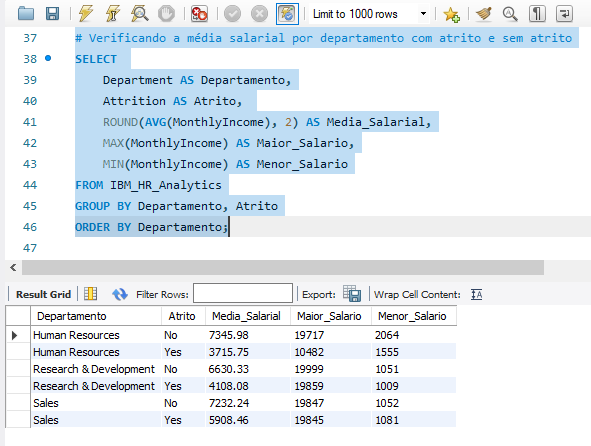 Limit to 1000 rows
37 # Verificando a média salarial por departamento com atrito e sem atrito
38 SELECT
39 Department AS Departamento,
40 Attrition AS Atrito,
41 ROUND(AVG(MonthlyIncome), 2) AS Media_Salarial,
42 MAX(MonthlyIncome) AS Maior_Salario,
43 MIN(MonthlyIncome) AS Menor_Salario
44 FROM IBM_HR_Analytics
45 GROUP BY Departamento, Atrito
46 ORDER BY Departamento;
47
Result Grid Filter Rows: Export: Wrap Cell Content: IA
Departamento Atrito Media_Salarial Maior_Salario Menor_Salario
Human Resources No 7345.98 19717 2064
Human Resources Yes 3715.75 10482 1555
Research & Development No 6630.33 19999 1051
Research & Development Yes 4108.08 19859 1009
Sales No 7232.24 19847 1052
Sales Yes 5908.46 19845 1081